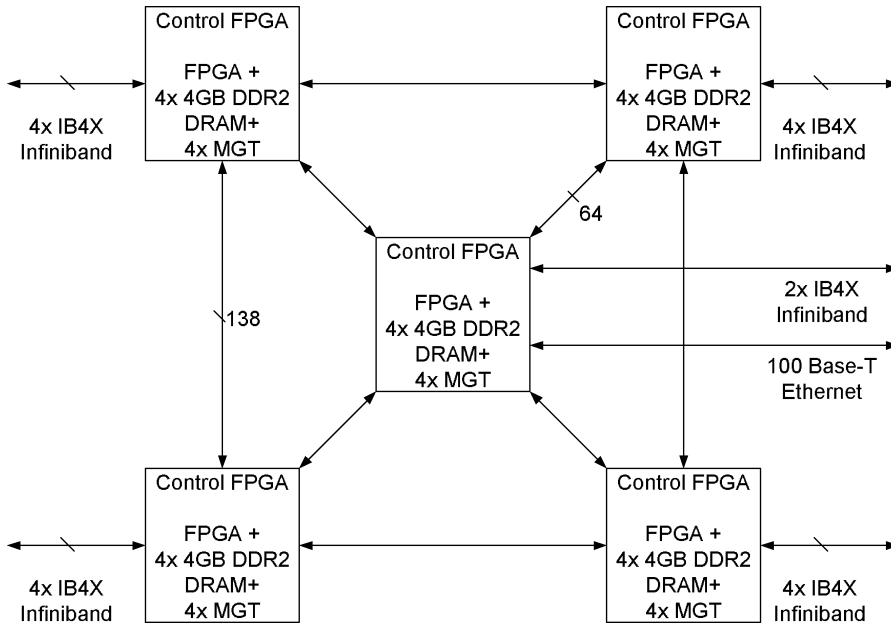 Control FPGA
FPGA +
4x 4GB DDR2
DRAM+
4x MGT
4x IB4X
Infiniband
Control FPGA
FPGA +
4x 4GB DDR2
DRAM+
4x MGT
4x IB4X
Infiniband
64
Control FPGA
FPGA +
4x 4GB DDR2
DRAM+
4x MGT
2x IB4X
Infiniband
138
100 Base-T
Ethernet
Control FPGA
FPGA +
4x 4GB DDR2
DRAM+
4x MGT
4x IB4X
Infiniband
Control FPGA
FPGA +
4x 4GB DDR2
DRAM+
4x MGT
4x IB4X
Infiniband